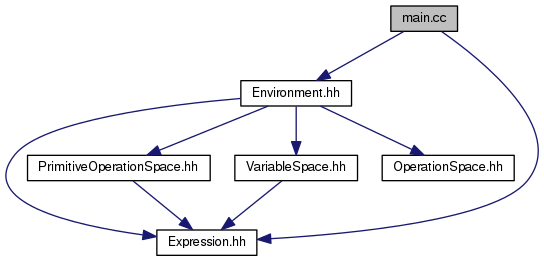 main.cc
Environment.hh
PrimitiveOperationSpace.hh
VariableSpace.hh
OperationSpace.hh
Expression.hh